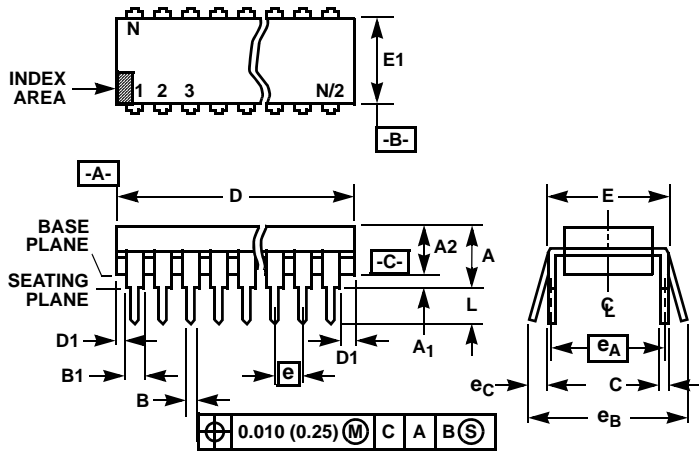 N
E1
INDEX
AREA
1 2 3 N/2
-B-
-A-
D
E
BASE
PLANE
A2
A
-C-
SEATING
PLANE
L
C
L
D1
D1
A1
eA
B1
e
eC
C
B
eB
0.010 (0.25) M C A B S